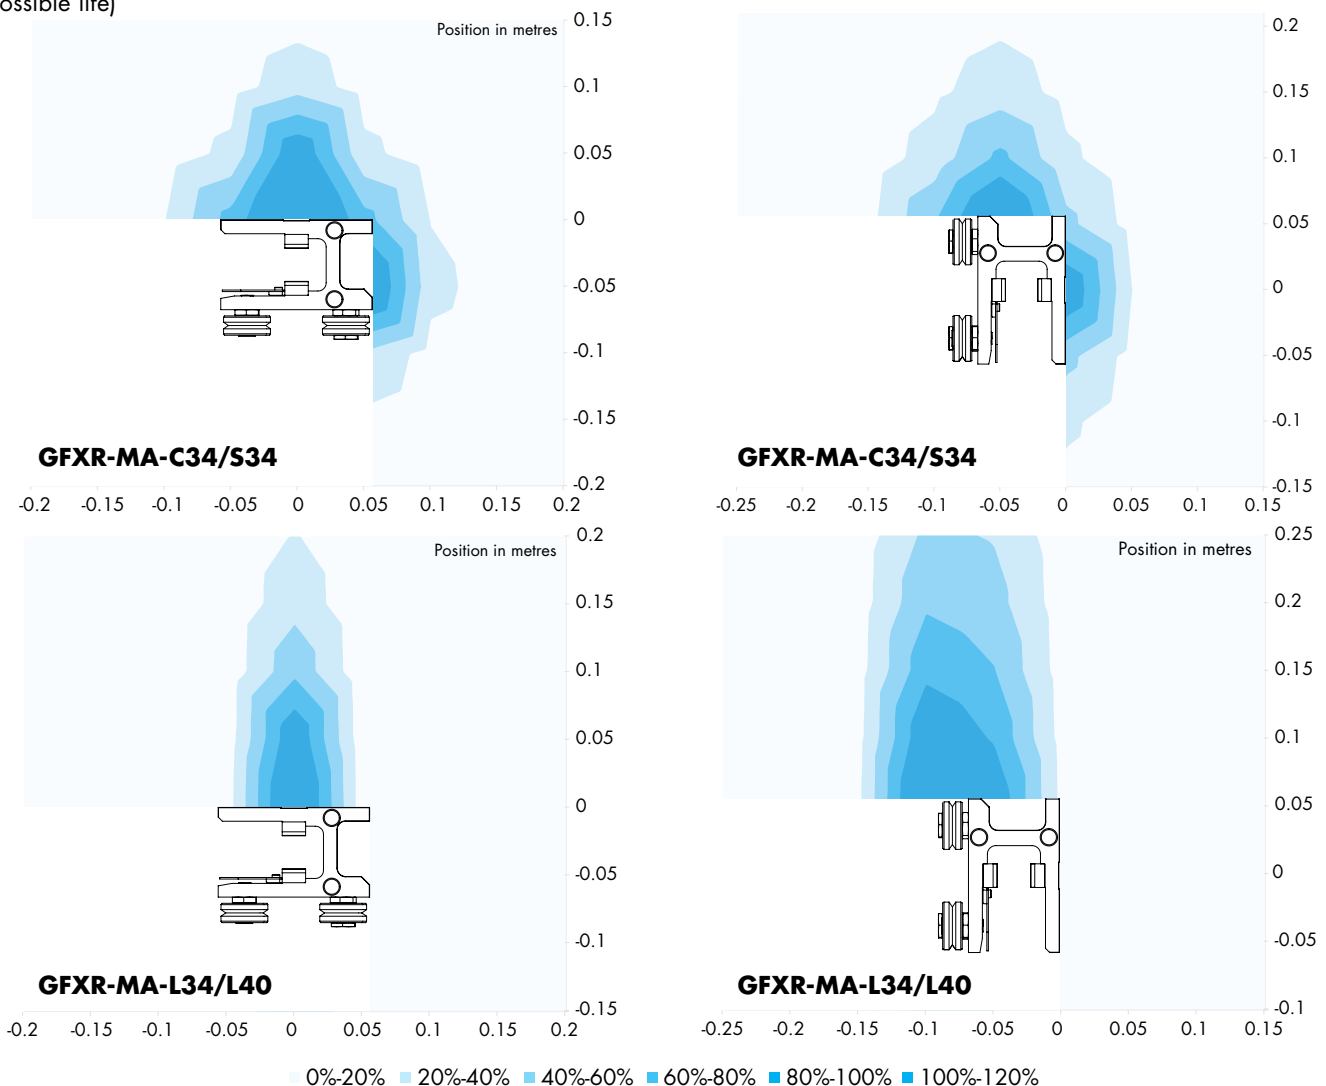 ossible life)
Position in metres
0.15
0.1
0.05
0
-0.05
-0.1
-0.15
-0.2
GFXR-MA-C34/S34
-0.2 -0.15 -0.1 -0.05 0 0.05 0.1 0.15 0.2
0.2
0.15
0.1
0.05
0
-0.05
-0.1
-0.15
GFXR-MA-C34/S34
-0.25 -0.2 -0.15 -0.1 -0.05 0 0.05 0.1 0.15
Position in metres
0.2
0.15
0.1
0.05
0
-0.05
-0.1
-0.15
GFXR-MA-L34/L40
-0.2 -0.15 -0.1 -0.05 0 0.05 0.1 0.15 0.2
Position in metres
0.25
0.2
0.15
0.1
0.05
0
-0.05
-0.1
GFXR-MA-L34/L40
-0.25 -0.2 -0.15 -0.1 -0.05 0 0.05 0.1 0.15
0%-20% 20%-40% 40%-60% 60%-80% 80%-100% 100%-120%